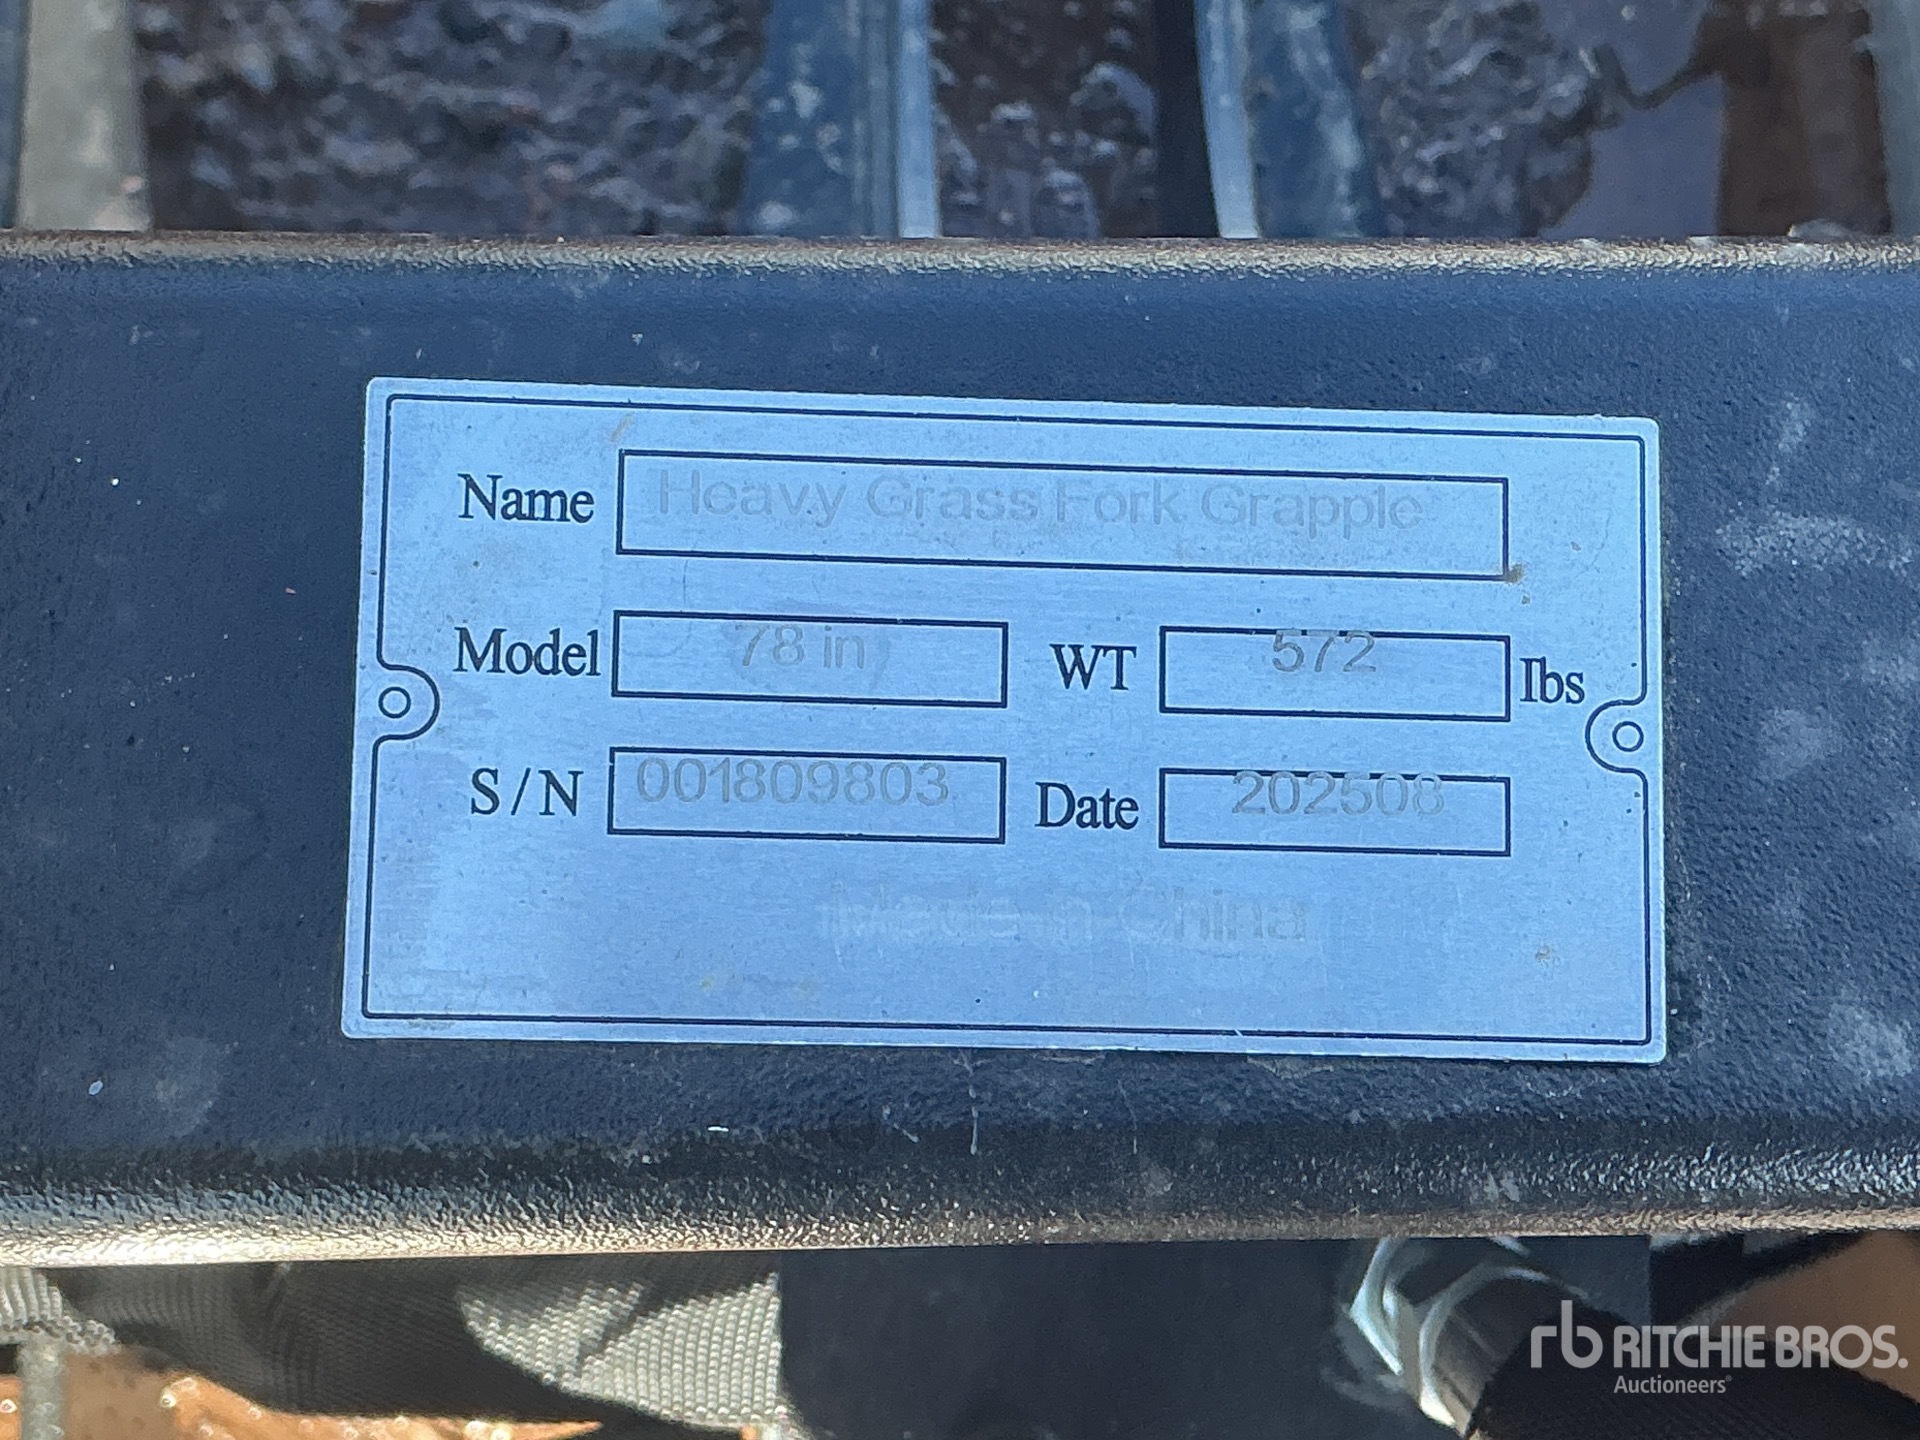 Name Heavy Grass Fork Grapple
Model 78 in WT 572 lbs
S/N 001809803 Date 202508
Made in China
rb RITCHIE BROS.
Auctioneers